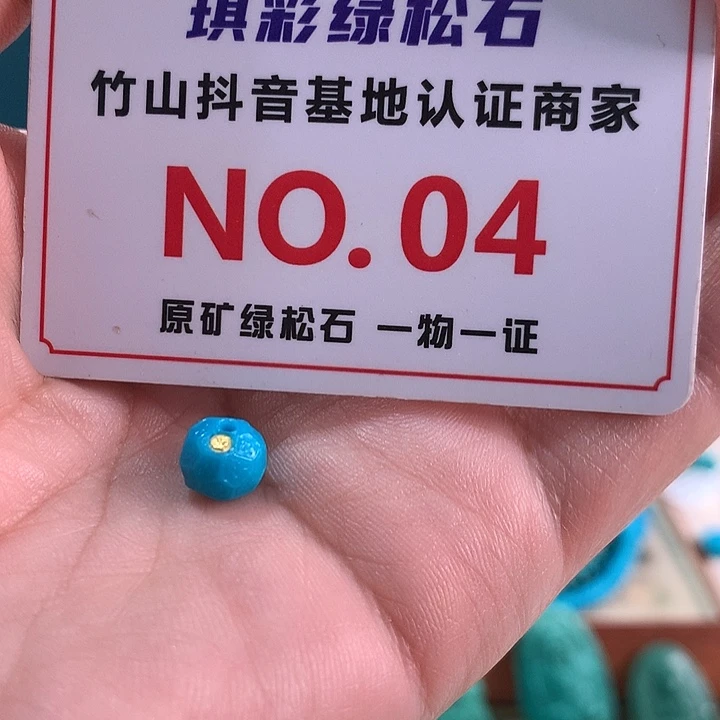 琪彩绿松石
竹山抖音基地认证商家
NO.04
原矿绿松石 一物一证